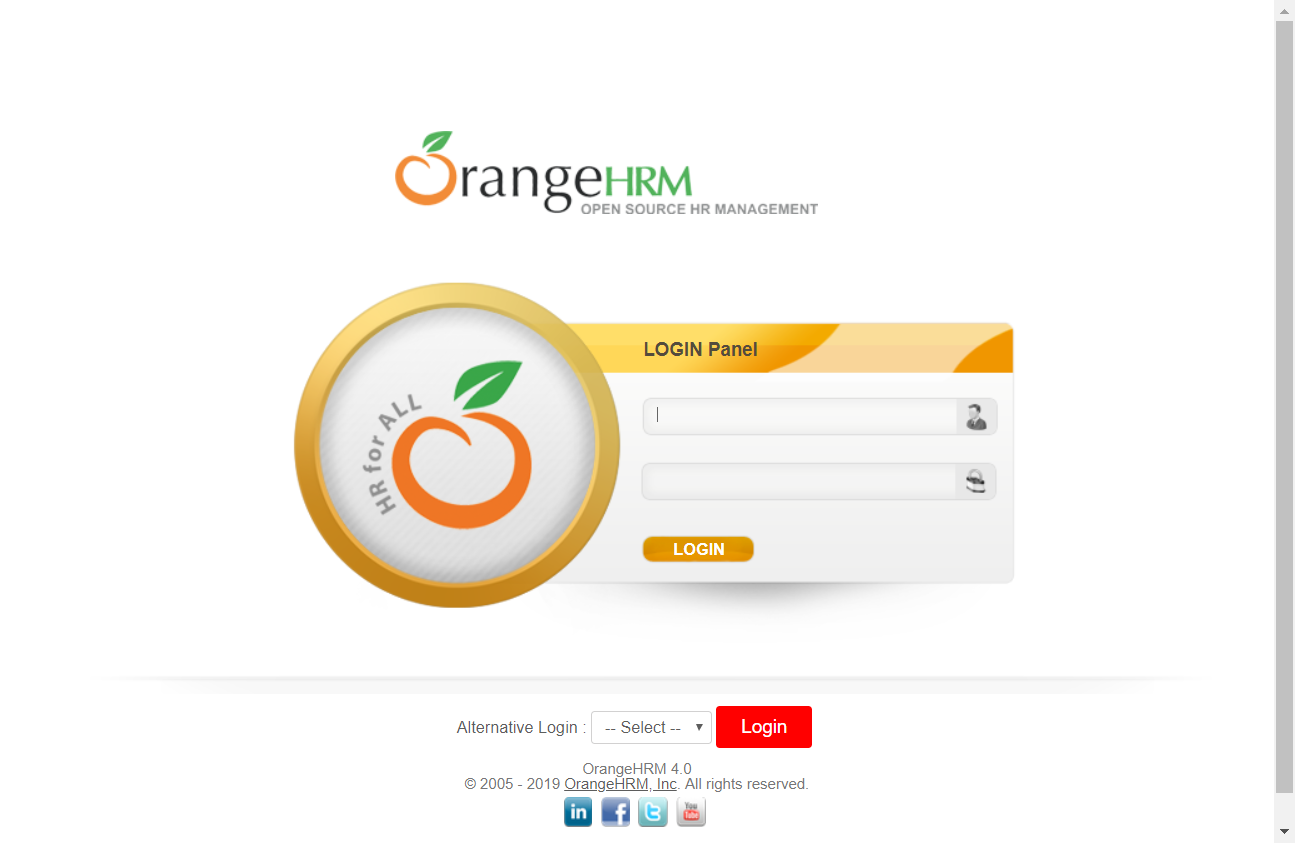 OrangeHRM
OPEN SOURCE HR MANAGEMENT
HR for ALL
LOGIN Panel
LOGIN
Alternative Login : -- Select -- Login
OrangeHRM 4.0
© 2005 - 2019 OrangeHRM, Inc. All rights reserved.
in f t You Tube